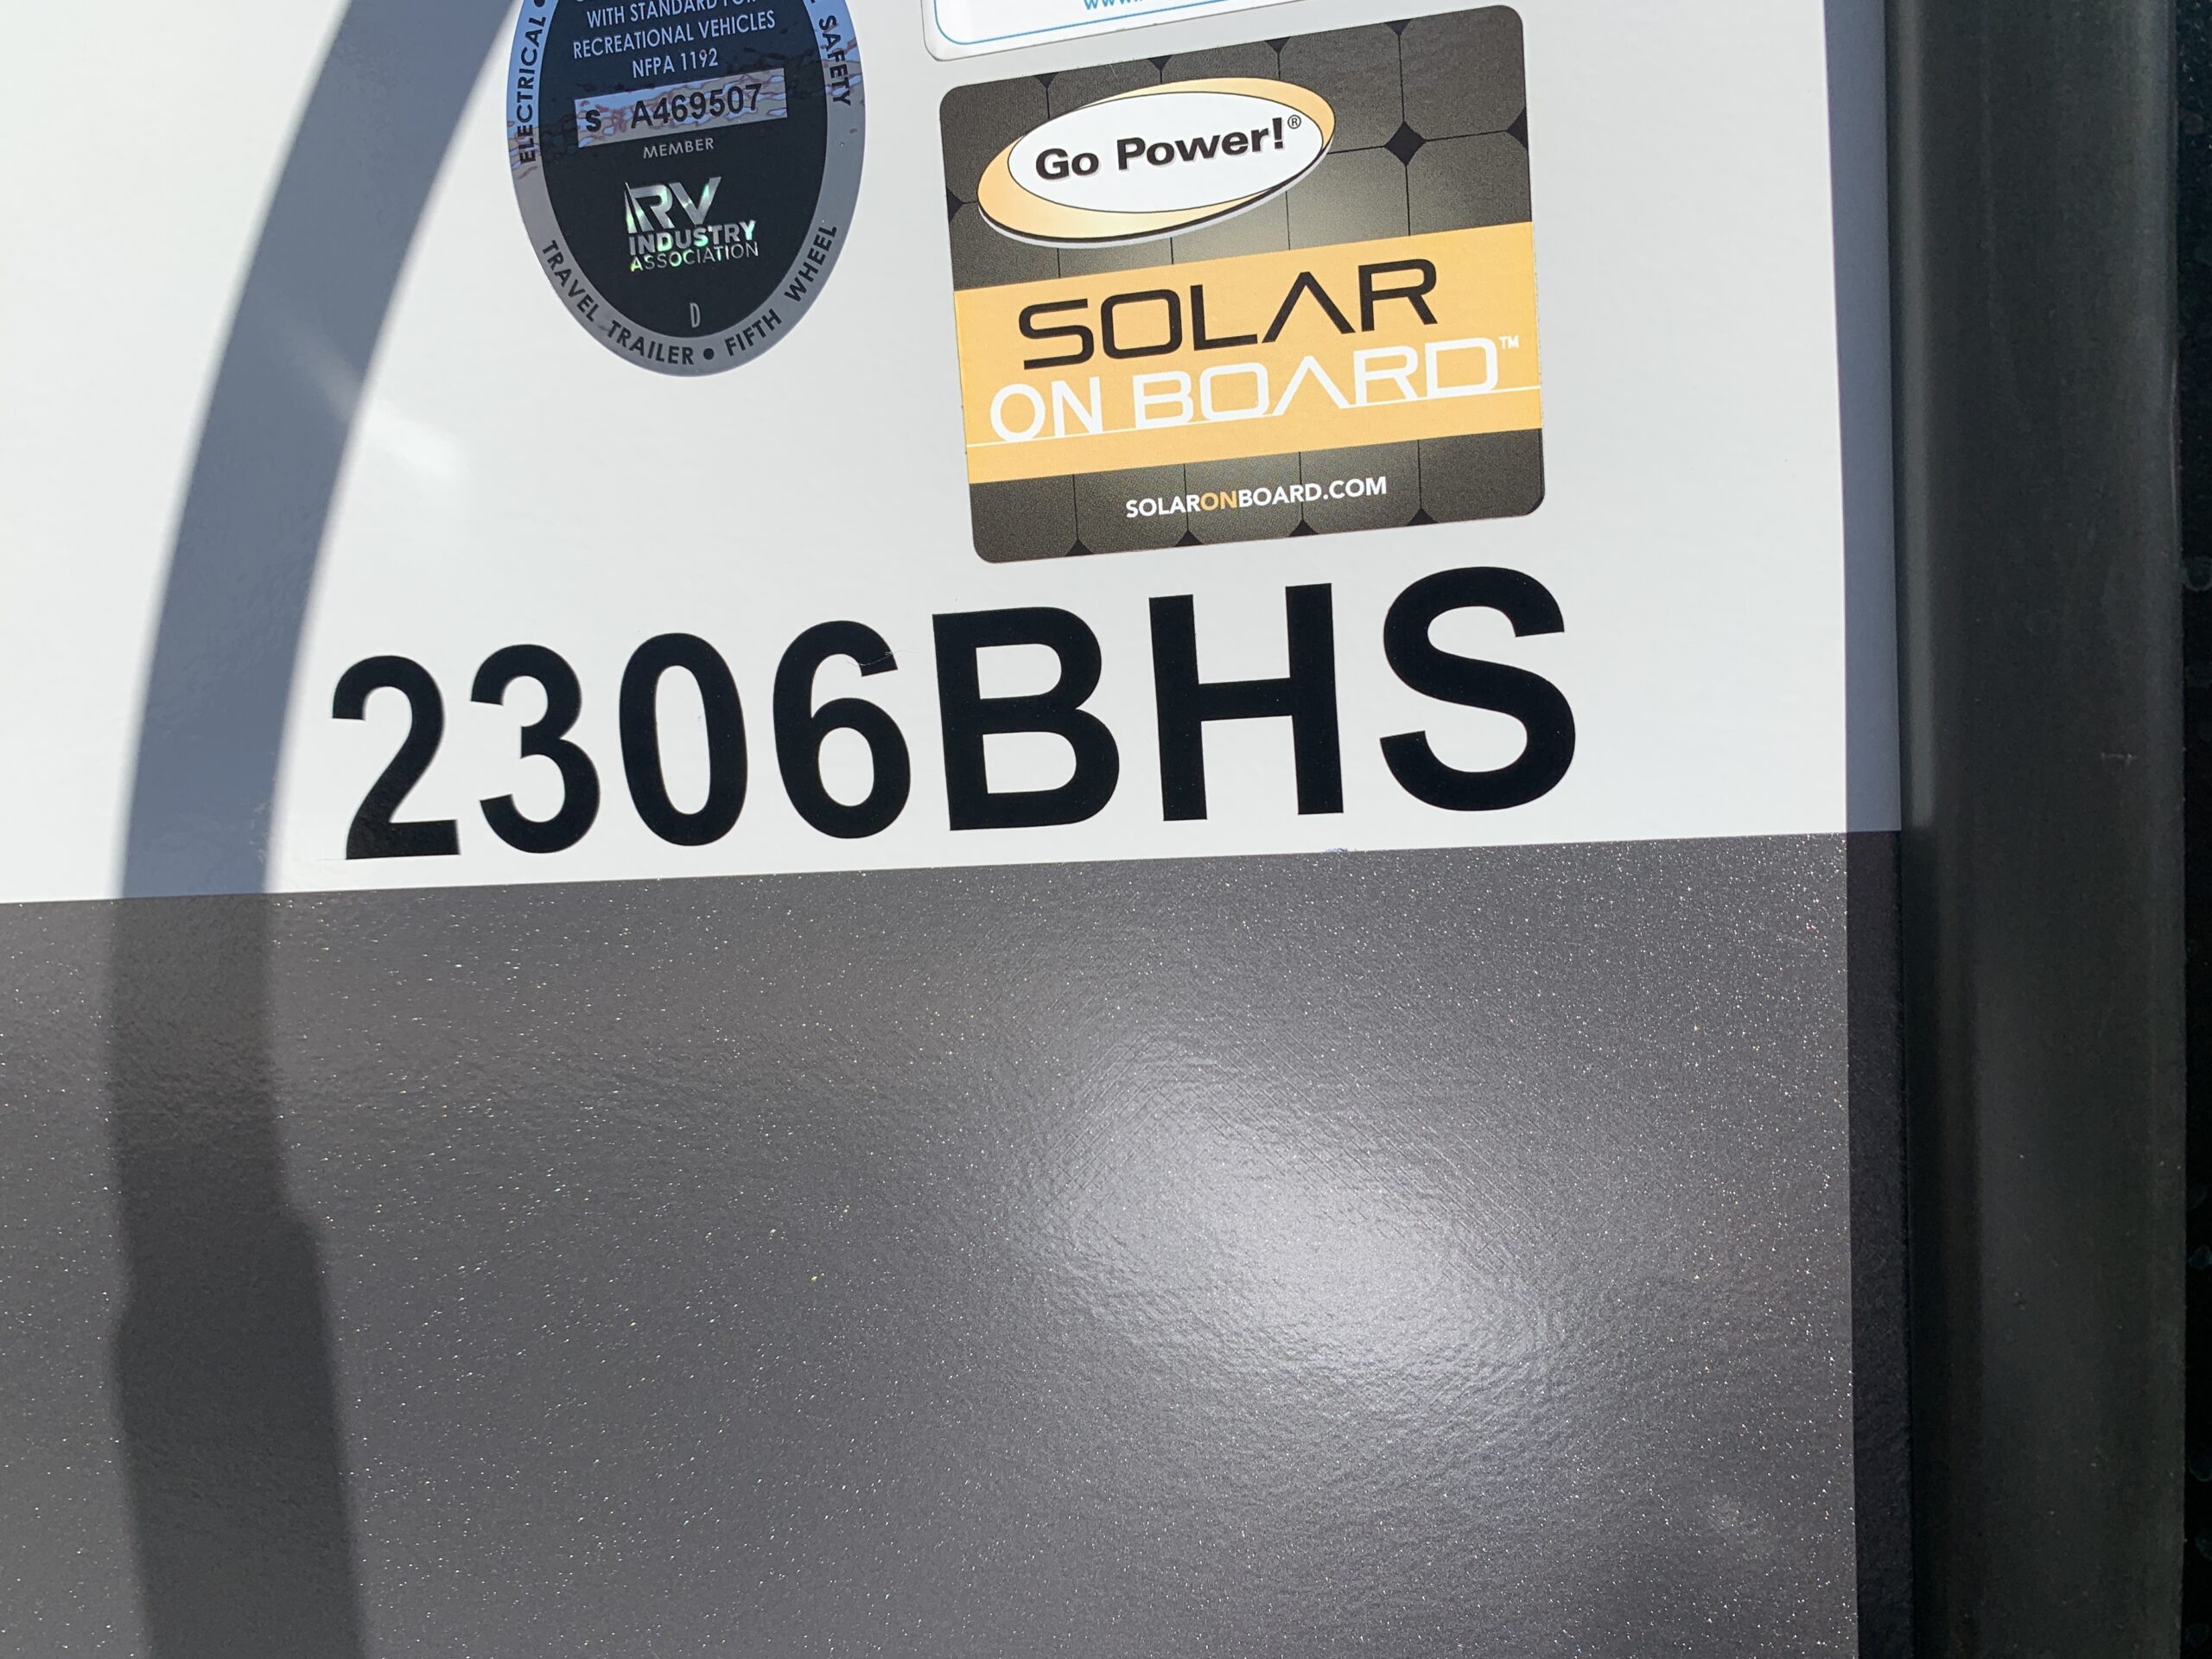 WITH STANDARD FOR
RECREATIONAL VEHICLES
NFPA 1192
ELECTRICAL •
SAFETY
S A469507
MEMBER
RV
INDUSTRY
ASSOCIATION
D
TRAVEL TRAILER • FIFTH WHEEL
Go Power!®
SOLAR
ON BOARD™
SOLARONBOARD.COM
2306BHS